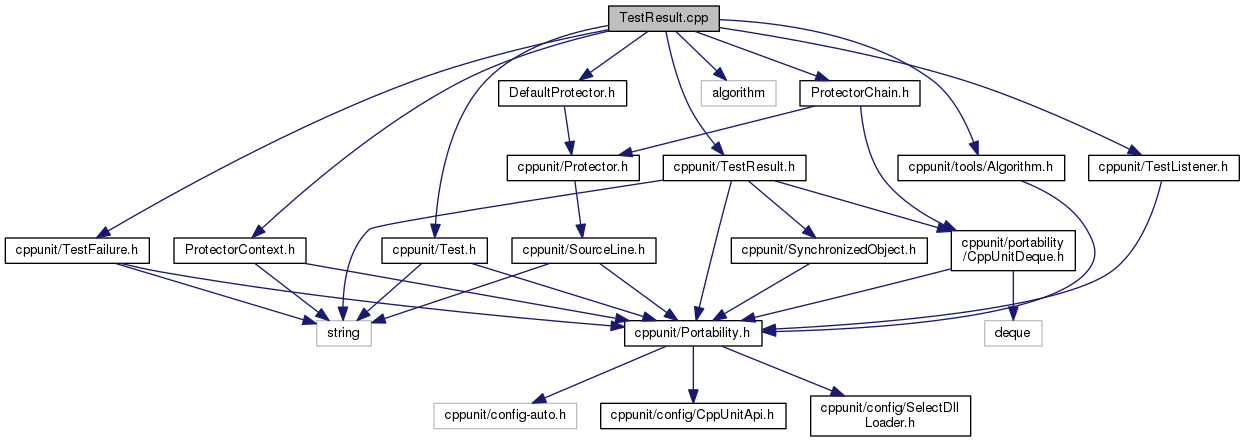 TestResult.cpp
DefaultProtector.h
algorithm
ProtectorChain.h
cppunit/Protector.h
cppunit/TestResult.h
cppunit/tools/Algorithm.h
cppunit/TestListener.h
cppunit/TestFailure.h
ProtectorContext.h
cppunit/Test.h
cppunit/SourceLine.h
cppunit/SynchronizedObject.h
cppunit/portability
/CppUnitDeque.h
string
cppunit/Portability.h
deque
cppunit/config-auto.h
cppunit/config/CppUnitApi.h
cppunit/config/SelectDll
Loader.h